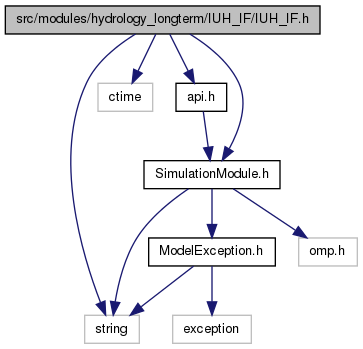 src/modules/hydrology_longterm/IUH_IF/IUH_IF.h
ctime
api.h
SimulationModule.h
ModelException.h
omp.h
string
exception